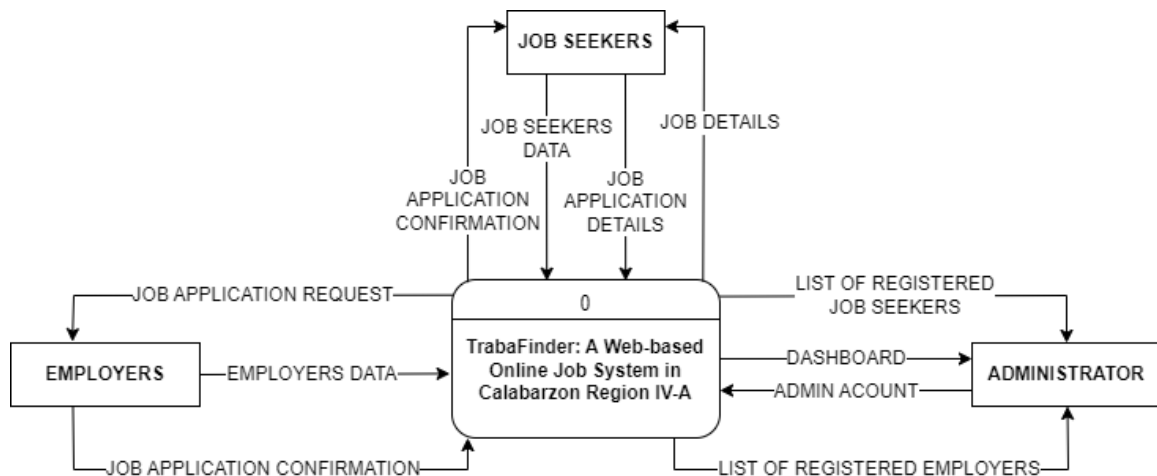 JOB SEEKERS
JOB SEEKERS
DATA
JOB DETAILS
JOB
APPLICATION
CONFIRMATION
JOB
APPLICATION
DETAILS
JOB APPLICATION REQUEST
0
LIST OF REGISTERED
JOB SEEKERS
EMPLOYERS
EMPLOYERS DATA
TrabaFinder: A Web-based
Online Job System in
Calabarzon Region IV-A
DASHBOARD
ADMIN ACOUNT
ADMINISTRATOR
JOB APPLICATION CONFIRMATION
LIST OF REGISTERED EMPLOYERS